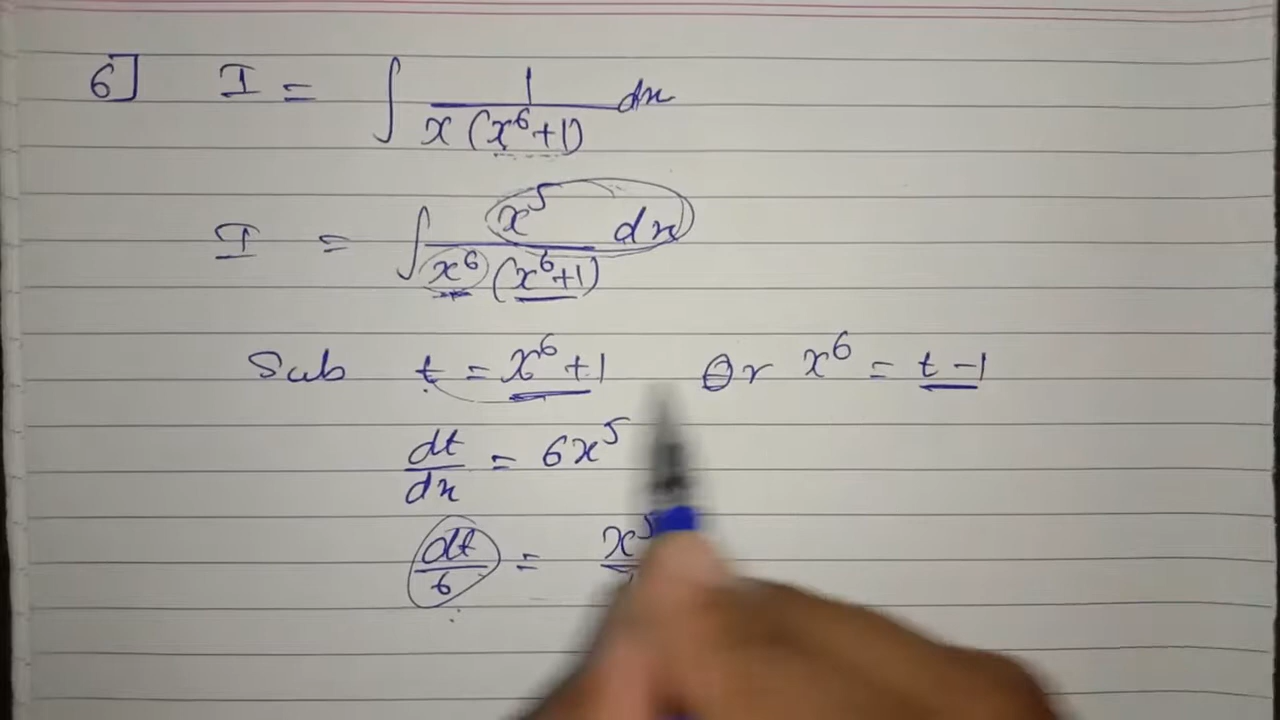 6] I = ∫ 1 / x (x⁶+1) dx
I = ∫ x⁵ dx / x⁶ (x⁶+1)
Sub t = x⁶+1 Or x⁶ = t-1
dt/dx = 6x⁵
dt/6 = x⁵